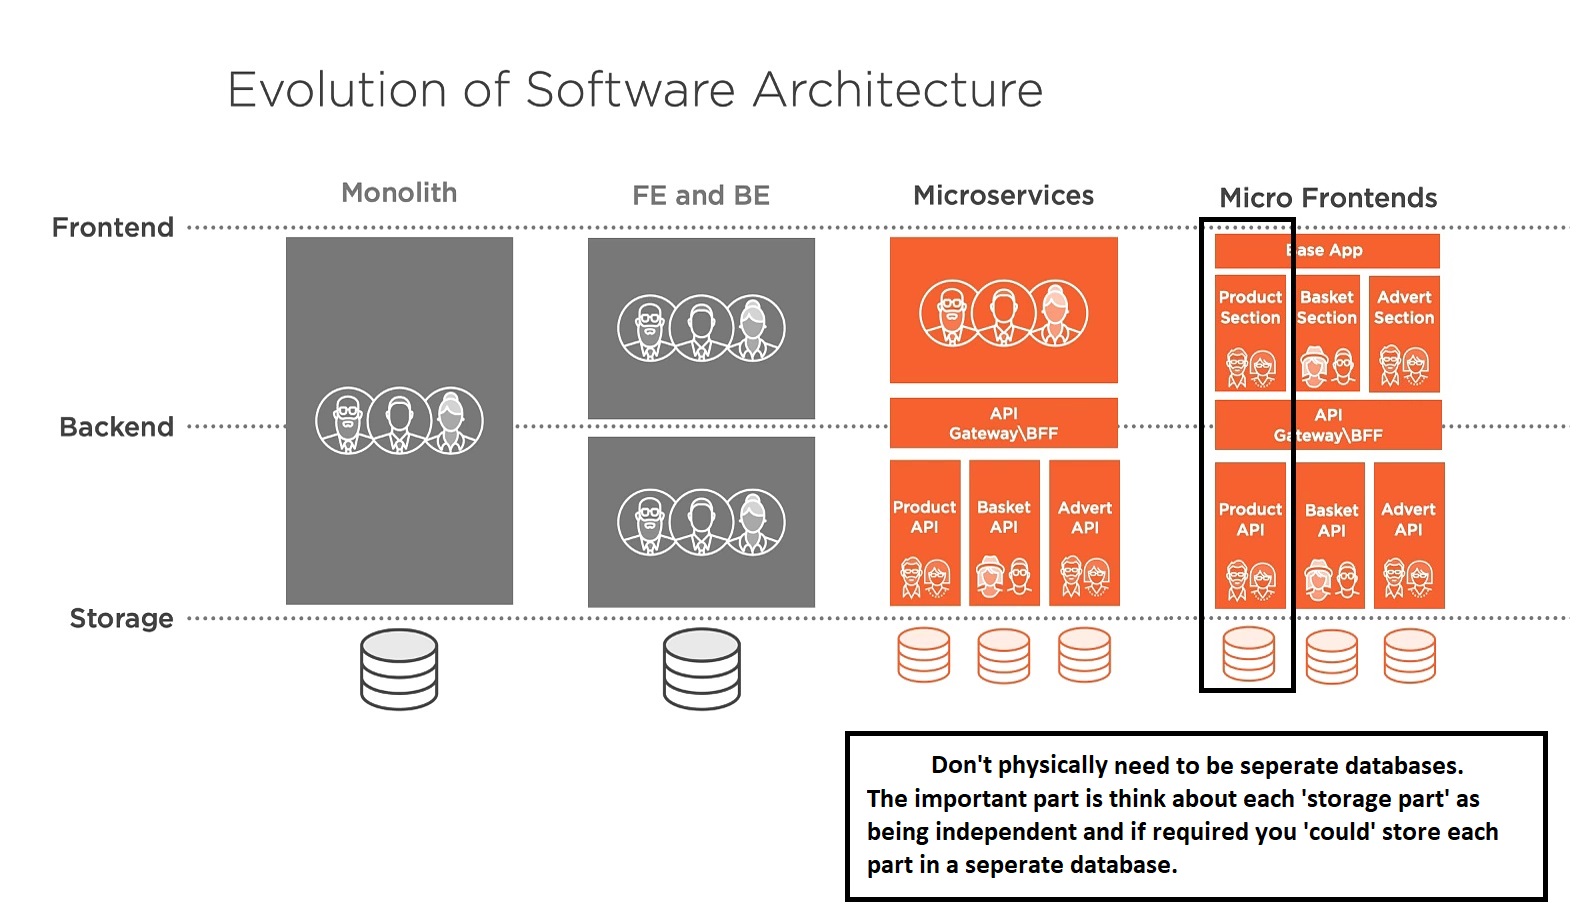 Evolution of Software Architecture
Monolith
FE and BE
Microservices
Micro Frontends
Frontend
Base App
Product
Section
Basket
Section
Advert
Section
Backend
API
Gateway\BFF
API
Gateway\BFF
Product
API
Basket
API
Advert
API
Product
API
Basket
API
Advert
API
Storage
Don't physically need to be seperate databases.
The important part is think about each 'storage part' as
being independent and if required you 'could' store each
part in a seperate database.